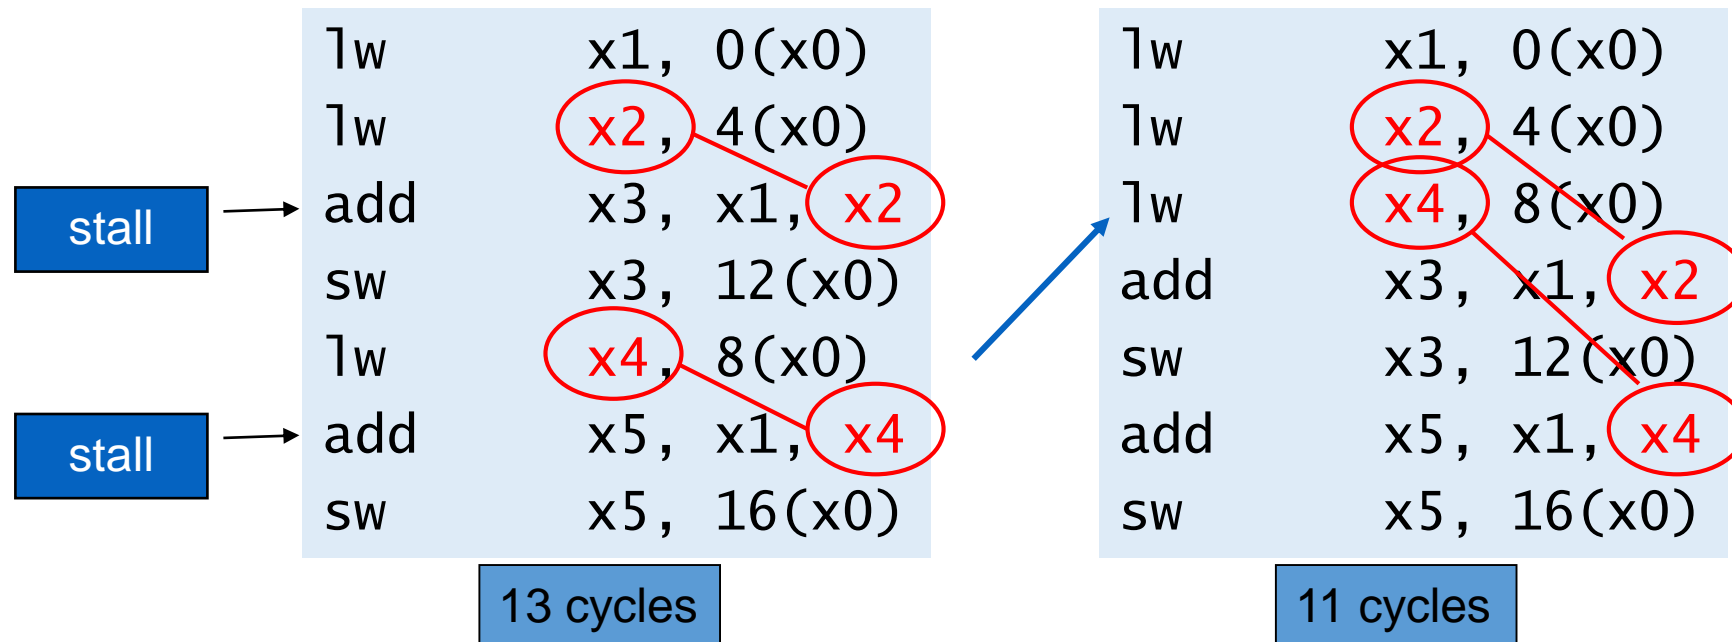 lw x1, 0(x0)
lw x2, 4(x0)
stall
add x3, x1, x2
sw x3, 12(x0)
lw x4, 8(x0)
stall
add x5, x1, x4
sw x5, 16(x0)
13 cycles
lw x1, 0(x0)
lw x2, 4(x0)
lw x4, 8(x0)
add x3, x1, x2
sw x3, 12(x0)
add x5, x1, x4
sw x5, 16(x0)
11 cycles